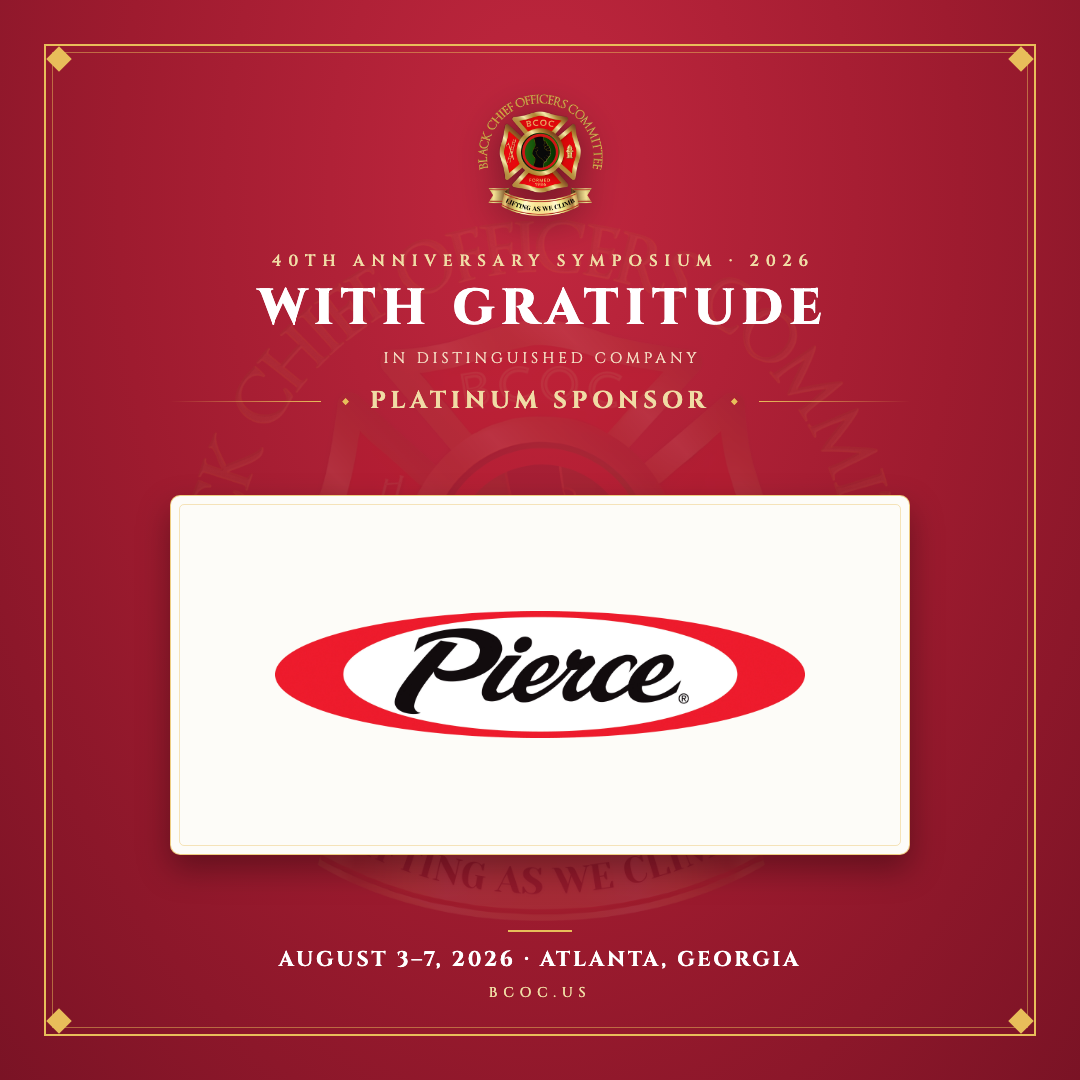 BLACK CHIEF OFFICERS COMMITTEE
BCOC
FORMED
LIFTING AS WE CLIMB
40TH ANNIVERSARY SYMPOSIUM · 2026
WITH GRATITUDE
IN DISTINGUISHED COMPANY
PLATINUM SPONSOR
Pierce®
AUGUST 3–7, 2026 · ATLANTA, GEORGIA
BCOC.US